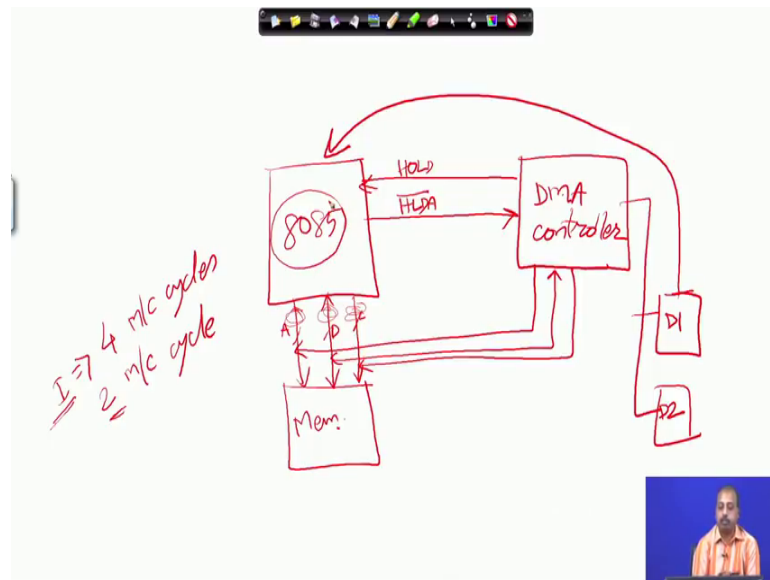 HOLD
HLDA
8085
DMA
controller
A
D
C
Mem.
D1
D2
I => 4 m/c cycles
2 m/c cycle